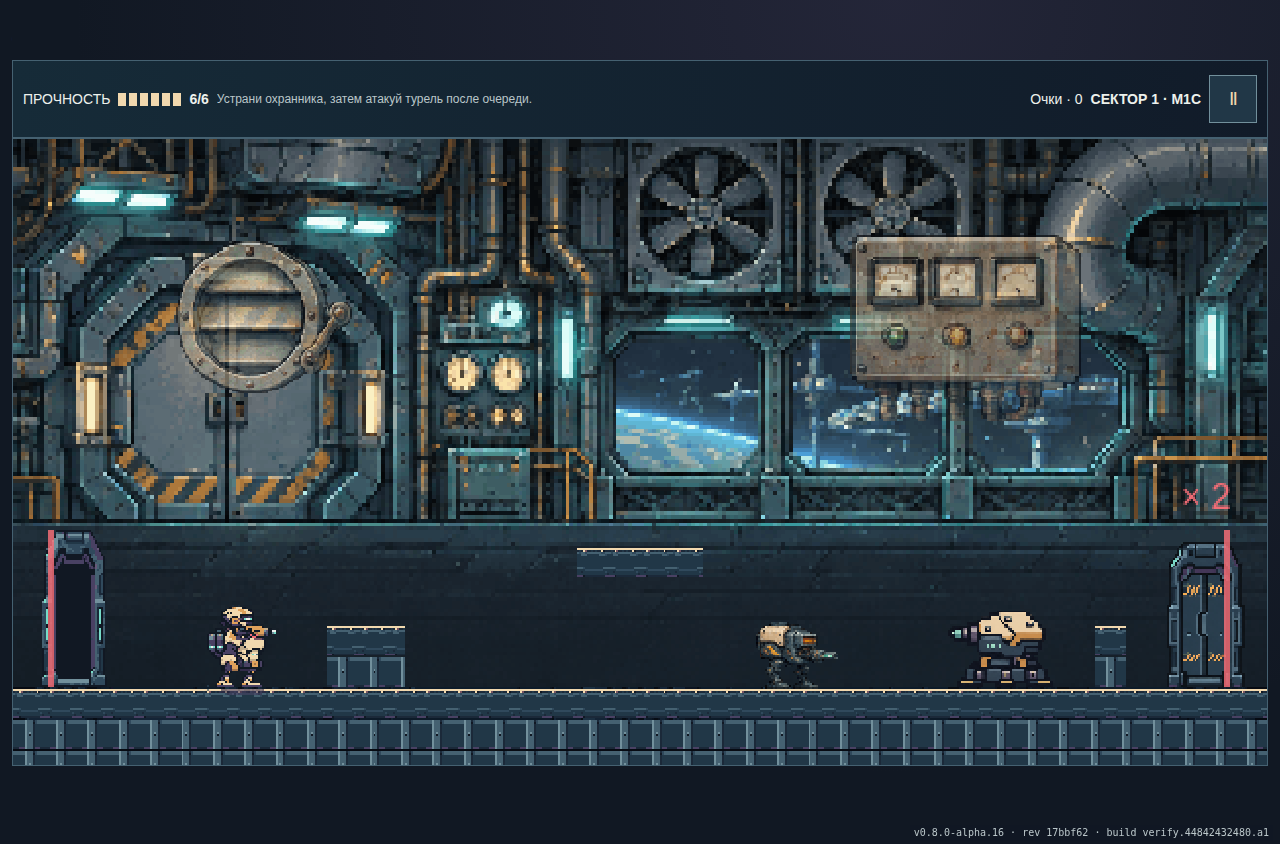 ПРОЧНОСТЬ 6/6 Устрани охранника, затем атакуй турель после очереди. Очки · 0 СЕКТОР 1 · M1C II
× 2
v0.8.0-alpha.16 · rev 17bbf62 · build verify.44842432480.a1